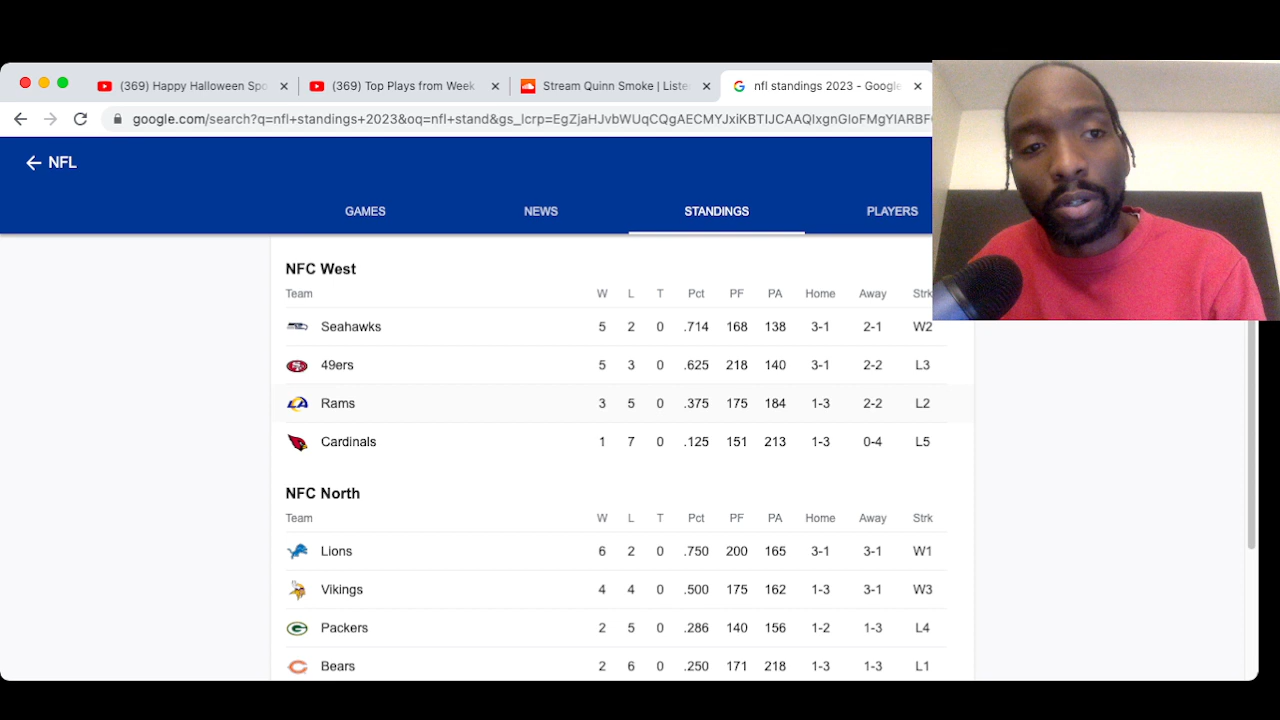 (369) Happy Halloween Spo
(369) Top Plays from Week
Stream Quinn Smoke | Liste
nfl standings 2023 - Google
google.com/search?q=nfl+standings+2023&oq=nfl+stand&gs_lcrp=EgZjaHJvbWUqCQgAECMYJxiKBTIJCAAQIxgnGIoFMgYIARBF
NFL
GAMES NEWS STANDINGS PLAYERS
NFC West
Team W L T Pct PF PA Home Away Strk
Seahawks 5 2 0 .714 168 138 3-1 2-1 W2
49ers 5 3 0 .625 218 140 3-1 2-2 L3
Rams 3 5 0 .375 175 184 1-3 2-2 L2
Cardinals 1 7 0 .125 151 213 1-3 0-4 L5
NFC North
Team W L T Pct PF PA Home Away Strk
Lions 6 2 0 .750 200 165 3-1 3-1 W1
Vikings 4 4 0 .500 175 162 1-3 3-1 W3
Packers 2 5 0 .286 140 156 1-2 1-3 L4
Bears 2 6 0 .250 171 218 1-3 1-3 L1